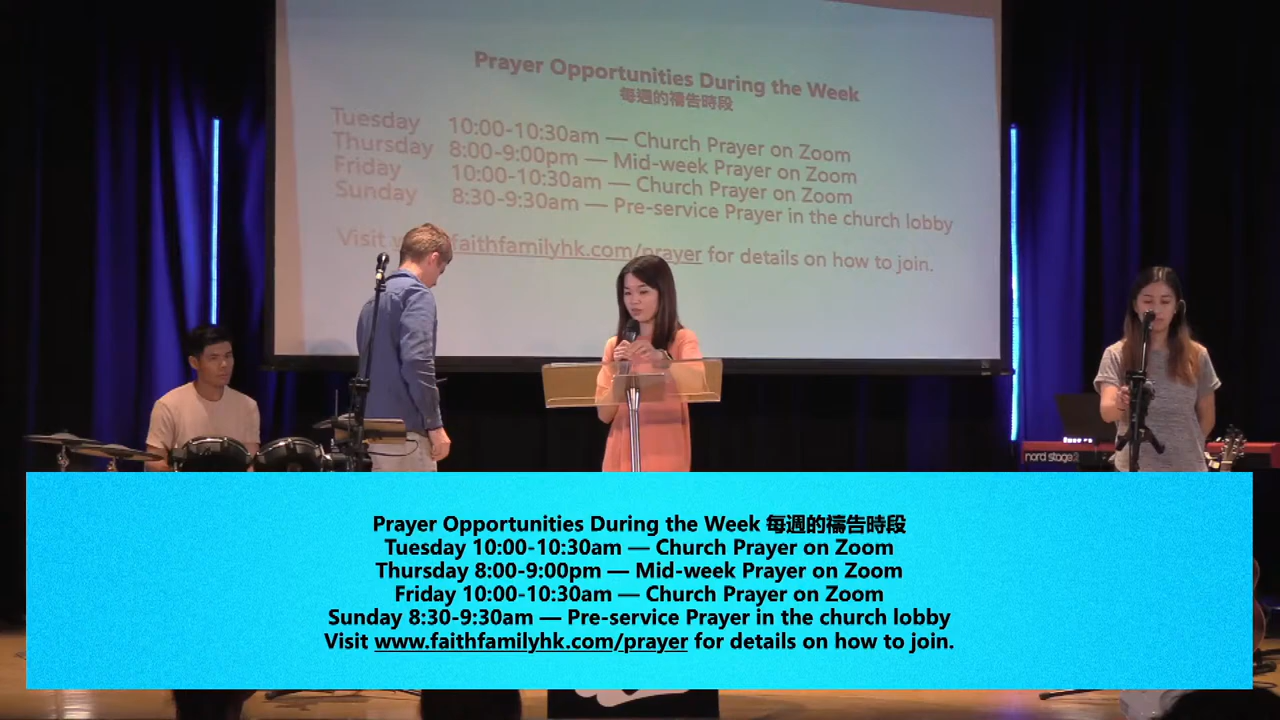 Prayer Opportunities During the Week
每週的禱告時段
Tuesday 10:00-10:30am — Church Prayer on Zoom
Thursday 8:00-9:00pm — Mid-week Prayer on Zoom
Friday 10:00-10:30am — Church Prayer on Zoom
Sunday 8:30-9:30am — Pre-service Prayer in the church lobby
Visit faithfamilyhk.com/prayer for details on how to join.
nord stage2
Prayer Opportunities During the Week 每週的禱告時段
Tuesday 10:00-10:30am — Church Prayer on Zoom
Thursday 8:00-9:00pm — Mid-week Prayer on Zoom
Friday 10:00-10:30am — Church Prayer on Zoom
Sunday 8:30-9:30am — Pre-service Prayer in the church lobby
Visit www.faithfamilyhk.com/prayer for details on how to join.